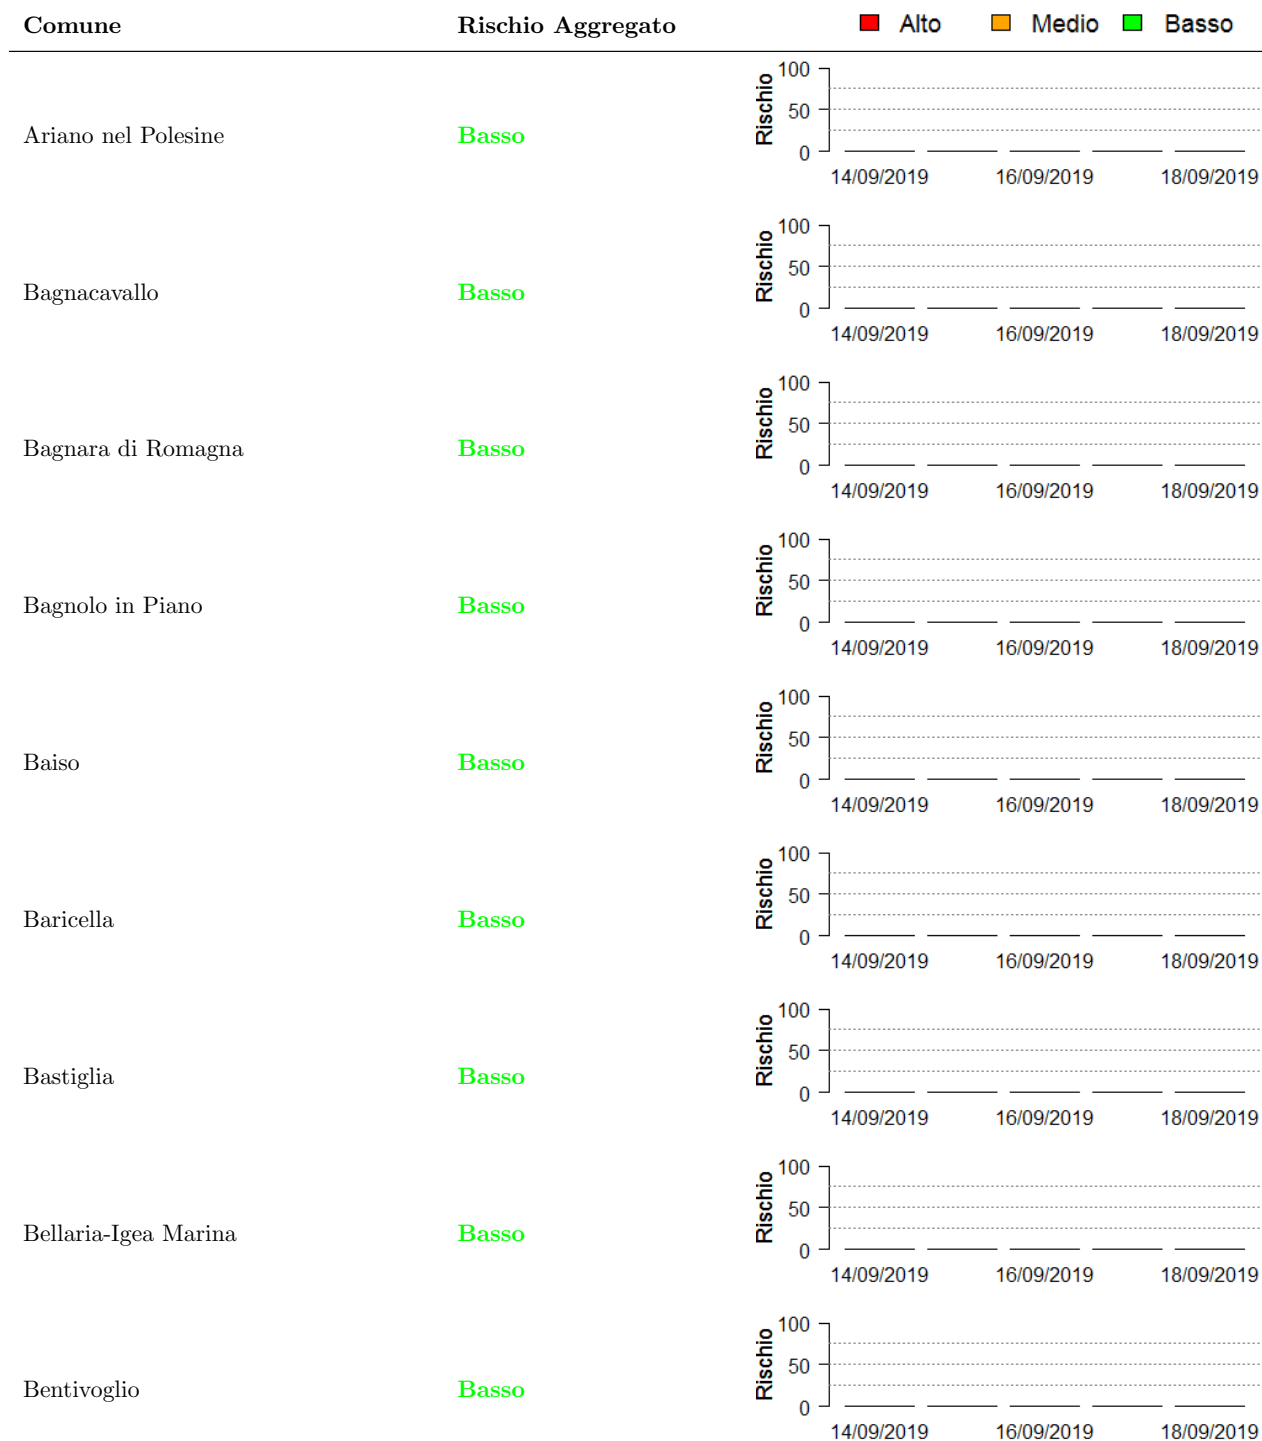 Comune Rischio Aggregato Alto Medio Basso
Ariano nel Polesine Basso Rischio 100 50 0
14/09/2019 16/09/2019 18/09/2019
Bagnacavallo Basso Rischio 100 50 0
14/09/2019 16/09/2019 18/09/2019
Bagnara di Romagna Basso Rischio 100 50 0
14/09/2019 16/09/2019 18/09/2019
Bagnolo in Piano Basso Rischio 100 50 0
14/09/2019 16/09/2019 18/09/2019
Baiso Basso Rischio 100 50 0
14/09/2019 16/09/2019 18/09/2019
Baricella Basso Rischio 100 50 0
14/09/2019 16/09/2019 18/09/2019
Bastiglia Basso Rischio 100 50 0
14/09/2019 16/09/2019 18/09/2019
Bellaria-Igea Marina Basso Rischio 100 50 0
14/09/2019 16/09/2019 18/09/2019
Bentivoglio Basso Rischio 100 50 0
14/09/2019 16/09/2019 18/09/2019